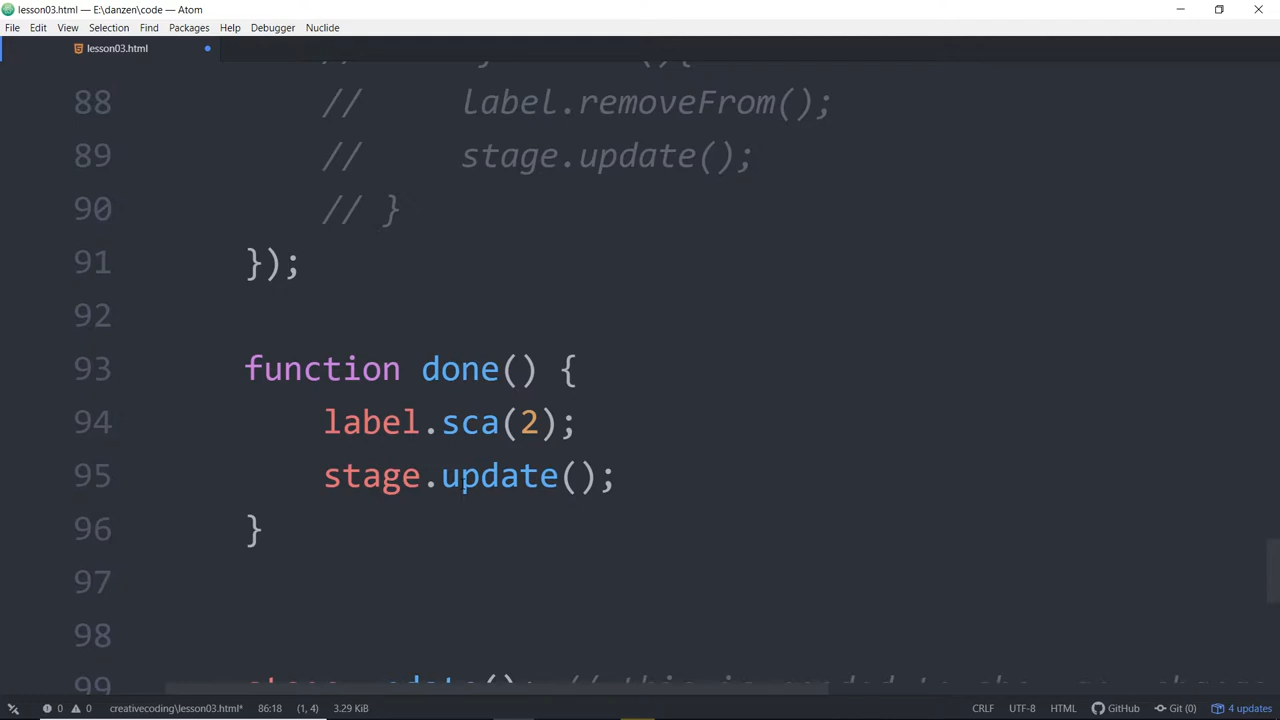 lesson03.html — E:\danzen\code — Atom
File Edit View Selection Find Packages Help Debugger Nuclide
lesson03.html
88 // label.removeFrom();
89 // stage.update();
90 // }
91 });
92
93 function done() {
94 label.sca(2);
95 stage.update();
96 }
97
98
99
0 0 creativecoding\lesson03.html* 86:18 (1, 4) 3.29 KiB CRLF UTF-8 HTML GitHub Git (0) 4 updates